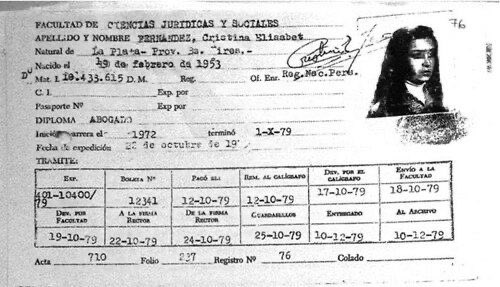 76
FACULTAD DE CIENCIAS JURIDICAS Y SOCIALES
APELLIDO Y NOMBRE FERNANDEZ, Cristina Elisabet
Natural de La Plata- Prov. Bs. Aires.-
Nacido el 19 de febrero de 1953
Mat. I 10.433.615 D. M. Reg. Of. Enr. Reg.Nac.Pers.
C. I. Exp. por
Pasaporte Nº Exp. por
DIPLOMA ABOGADO
Inició carrera el 1972 terminó 1-X-79
Fecha de expedición 22 de octubre de
TRAMITE:
EXP. BOLETA Nº PAGÓ EL: REM. AL CALÍGRAFO DEV. POR EL CALÍGRAFO ENVÍO A LA FACULTAD
401-10400/79 12341 12-10-79 12-10-79 17-10-79 18-10-79
DEV. POR FACULTAD A LA FIRMA RECTOR DE LA FIRMA RECTOR GUARDASELLOS ENTREGADO AL ARCHIVO
19-10-79 22-10-79 24-10-79 25-10-79 10-12-79 10-12-79
Acta 710 Folio 237 Registro Nº 76 Colado